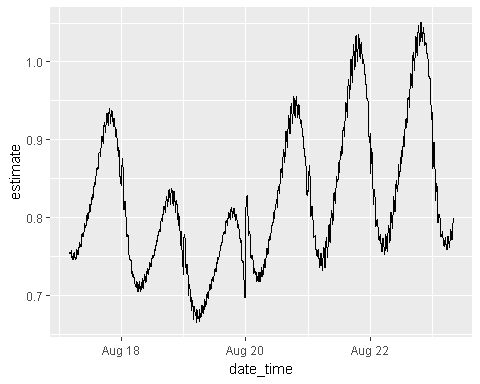 estimate
1.0
0.9
0.8
0.7
Aug 18
Aug 20
Aug 22
date_time